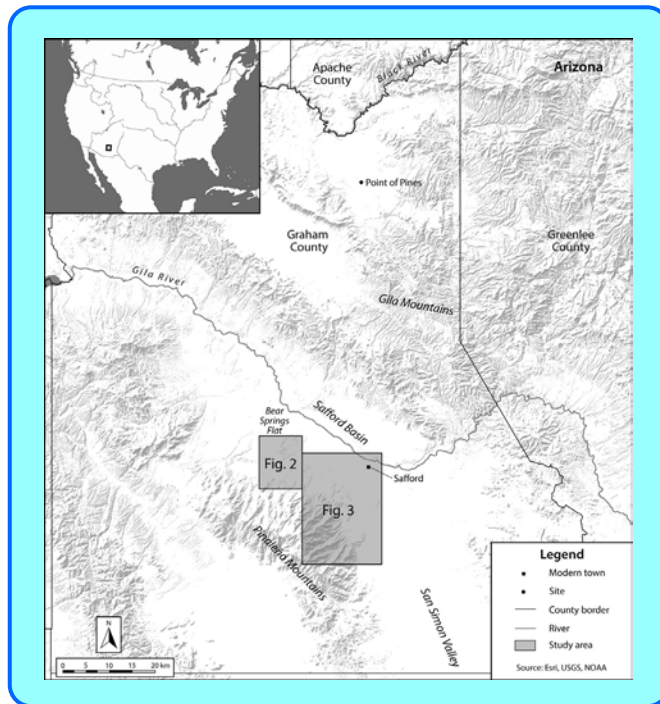 Apache
County
Black River
Arizona
Point of Pines
Graham
County
Greenlee
County
Gila River
Gila Mountains
Safford Basin
Bear
Springs
Flat
Fig. 2
Safford
Fig. 3
Pinaleno Mountains
San Simon Valley
Legend
Modern town
Site
County border
River
Study area
Source: Esri, USGS, NOAA
N
0 5 10 20 km